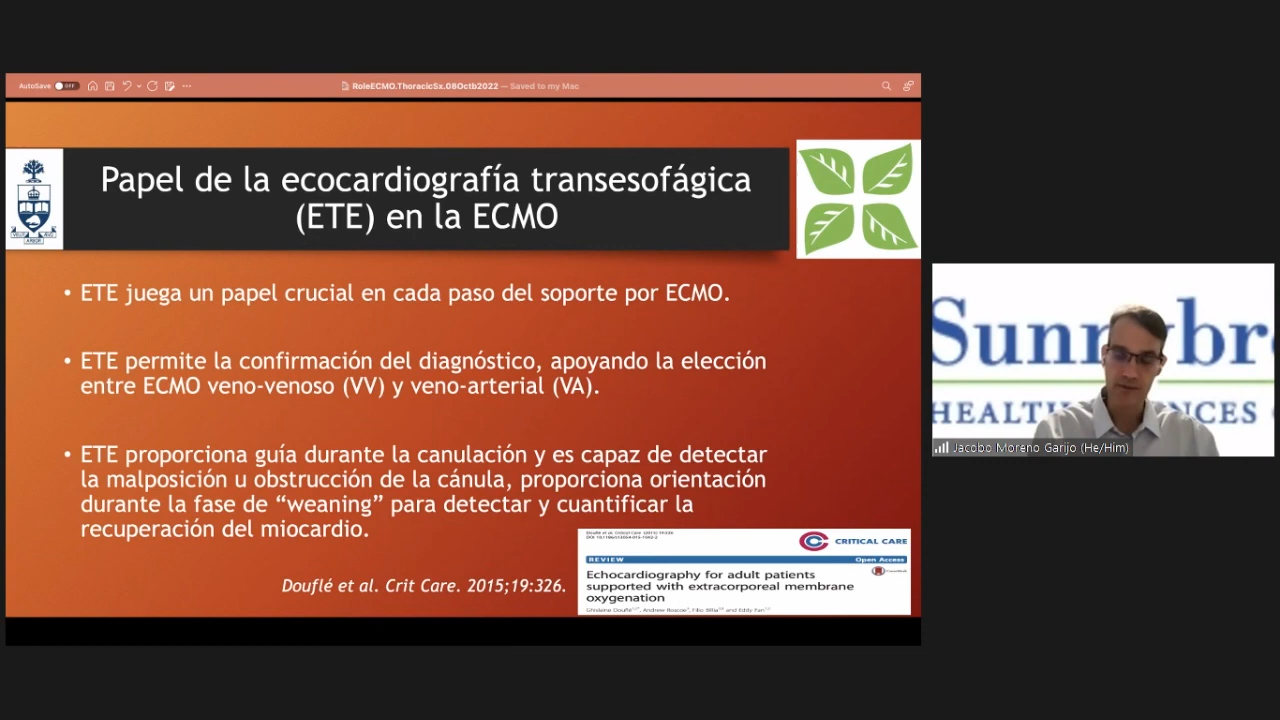 AutoSave OFF
RoleECMO.ThoracicSx.08Octb2022 — Saved to my Mac
Papel de la ecocardiografía transesofágica
(ETE) en la ECMO
• ETE juega un papel crucial en cada paso del soporte por ECMO.
• ETE permite la confirmación del diagnóstico, apoyando la elección
entre ECMO veno-venoso (VV) y veno-arterial (VA).
• ETE proporciona guía durante la canulación y es capaz de detectar
la malposición u obstrucción de la cánula, proporciona orientación
durante la fase de “weaning” para detectar y cuantificar la
recuperación del miocardio.
Douflé et al. Crit Care. 2015;19:326.
CRITICAL CARE
REVIEW
Open Access
Echocardiography for adult patients
supported with extracorporeal membrane
oxygenation
Sunnybr
HEALTH
NCES
Jacobo Moreno Garijo (He/Him)